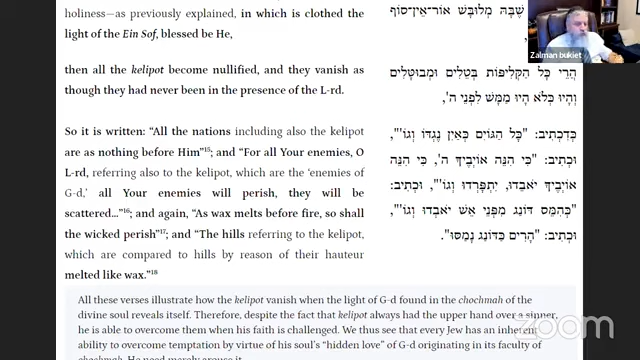 holiness—as previously explained, in which is clothed the
light of the Ein Sof, blessed be He,
then all the kelipot become nullified, and they vanish as
though they had never been in the presence of the L-rd.
So it is written: “All the nations including also the kelipot
are as nothing before Him”15; and “For all Your enemies, O
L-rd, referring also to the kelipot, which are the ‘enemies of
G-d,’ all Your enemies will perish, they will be
scattered...”16; and again, “As wax melts before fire, so shall
the wicked perish”17; and “The hills referring to the kelipot,
which are compared to hills by reason of their hauteur
melted like wax.”18
שֶׁבָּהּ מְלוּבָּשׁ אוֹר־אֵין־סוֹף
הֲרֵי כָּל הַקְּלִיפּוֹת בְּטֵלִים וּמְבוּטָּלִים
וְהָיוּ כְּלֹא הָיוּ מַמָּשׁ לִפְנֵי ה',
כְּדִכְתִיב: "כָּל הַגּוֹיִם כְּאַיִן נֶגְדּוֹ וְגוֹ'",
וּכְתִיב: "כִּי הִנֵּה אוֹיְבֶיךָ ה', כִּי הִנֵּה
אוֹיְבֶיךָ יֹאבֵדוּ, יִתְפָּרְדוּ וְגוֹ'", וּכְתִיב:
"כְּהִמֵּס דּוֹנַג מִפְּנֵי אֵשׁ יֹאבְדוּ וְגוֹ'",
וּכְתִיב: "הָרִים כַּדּוֹנַג נָמַסּוּ".
All these verses illustrate how the kelipot vanish when the light of G-d found in the chochmah of the
divine soul reveals itself. Therefore, despite the fact that kelipot always had the upper hand over a sinner,
he is able to overcome them when his faith is challenged. We thus see that every Jew has an inherent
ability to overcome temptation by virtue of his soul’s “hidden love” of G-d originating in its faculty of
chochmah. He need merely arouse it.
Zalman bukiet
zoom